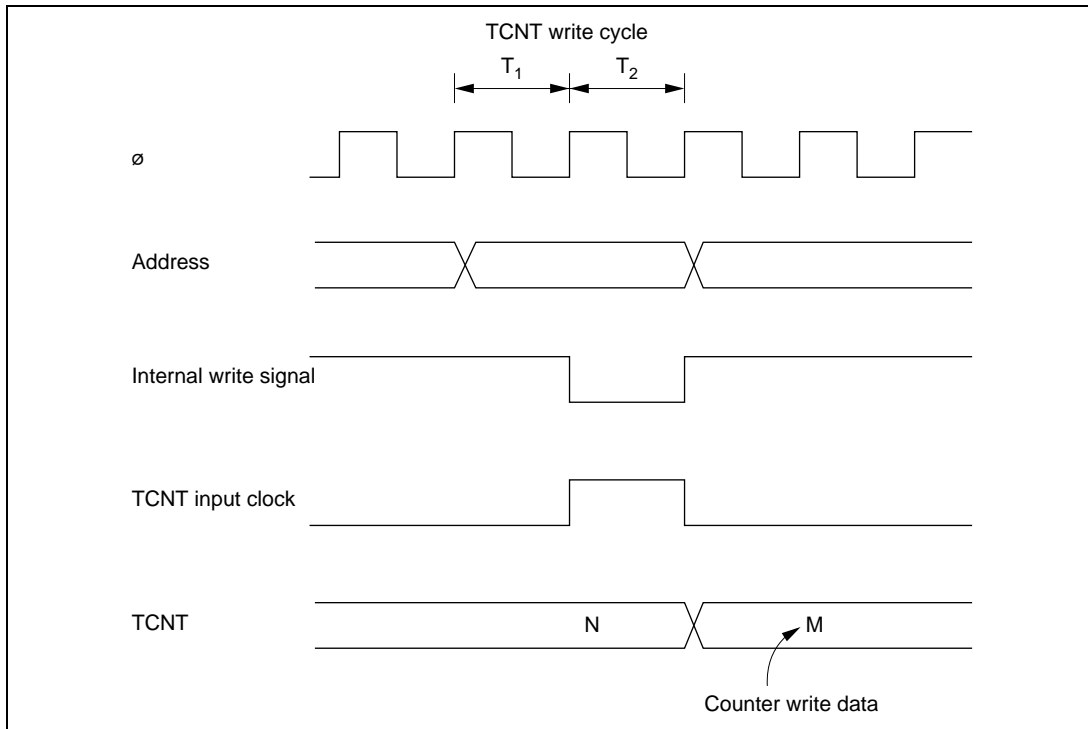 TCNT write cycle
T1 T2
ø
Address
Internal write signal
TCNT input clock
TCNT N M
Counter write data